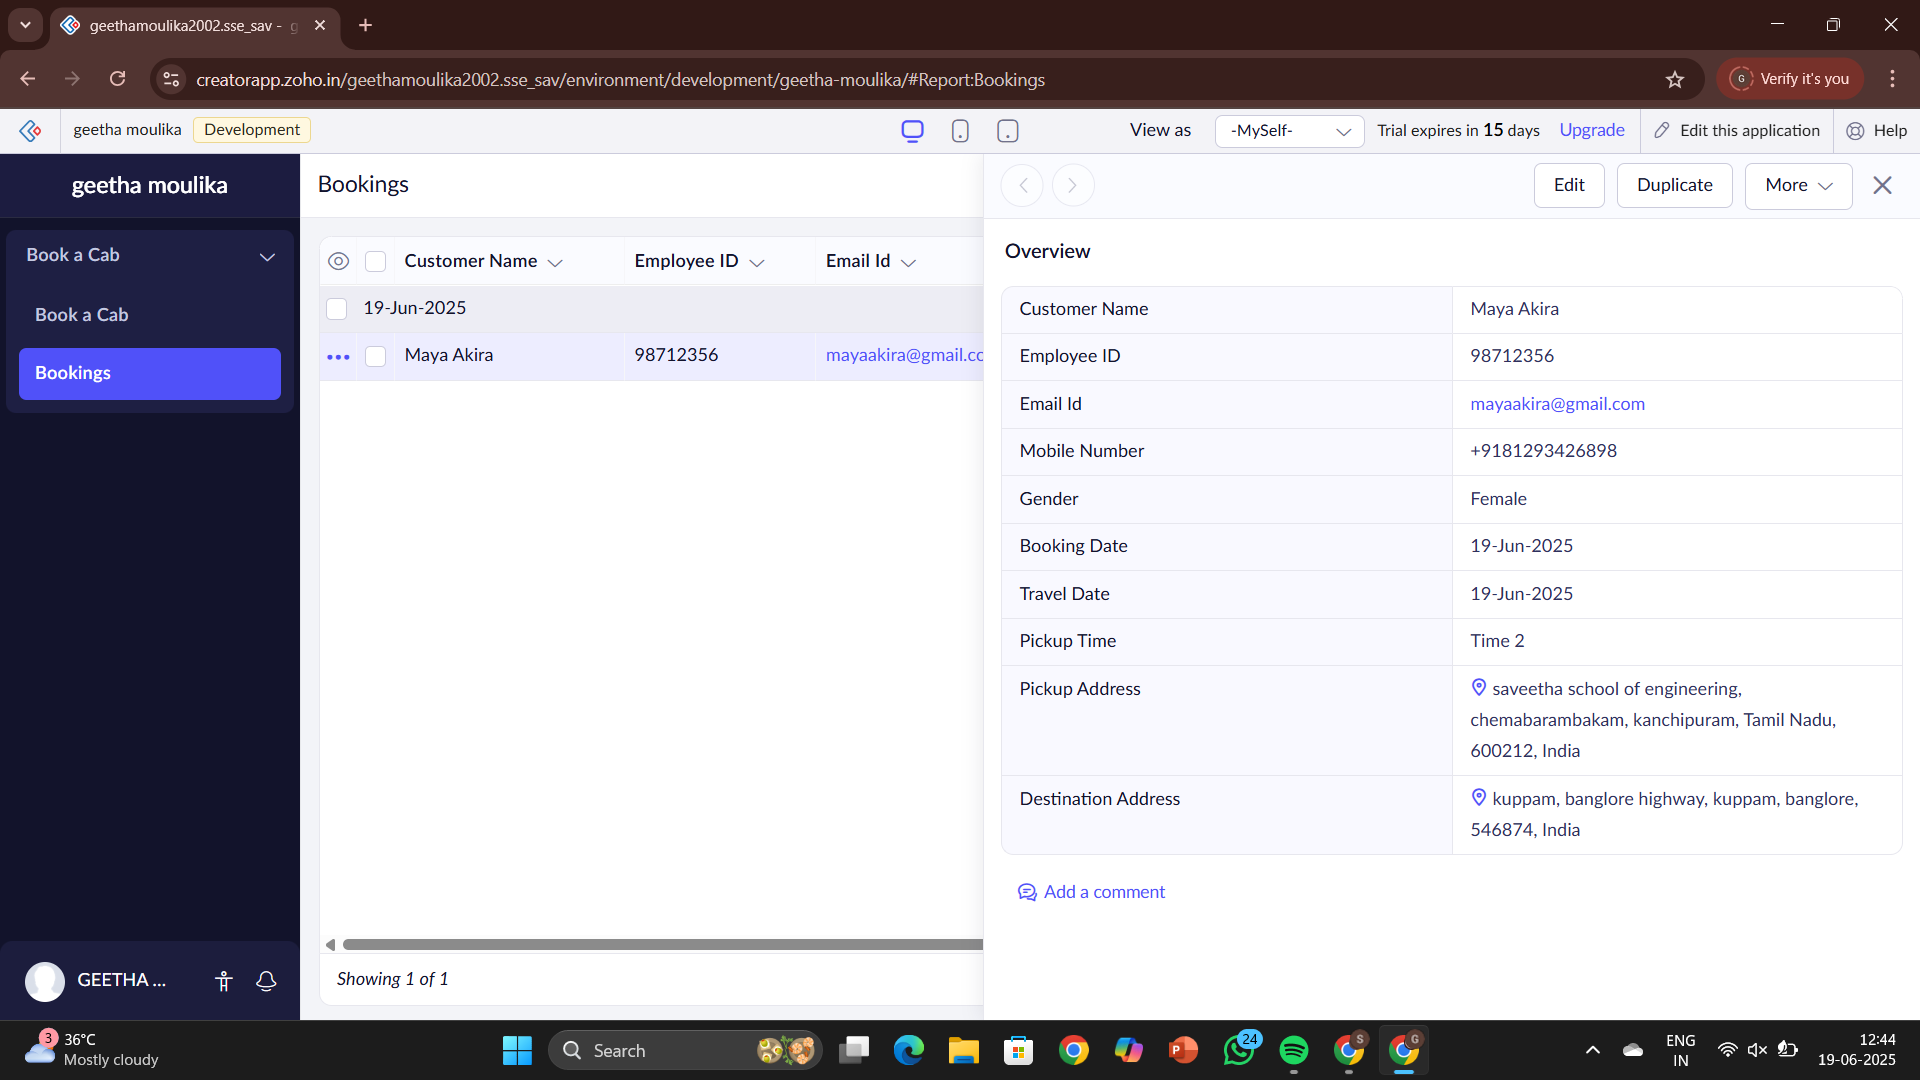 geethamoulika2002.sse_sav - g
creatorapp.zoho.in/geethamoulika2002.sse_sav/environment/development/geetha-moulika/#Report:Bookings
G
Verify it's you
geetha moulika
Development
View as
-MySelf-
Trial expires in 15 days
Upgrade
Edit this application
Help
geetha moulika
Book a Cab
Book a Cab
Bookings
GEETHA ...
Bookings
Customer Name
Employee ID
Email Id
19-Jun-2025
Maya Akira
98712356
mayaakira@gmail.cc
Showing 1 of 1
Edit
Duplicate
More
Overview
Customer Name
Maya Akira
Employee ID
98712356
Email Id
mayaakira@gmail.com
Mobile Number
+9181293426898
Gender
Female
Booking Date
19-Jun-2025
Travel Date
19-Jun-2025
Pickup Time
Time 2
Pickup Address
saveetha school of engineering,
chemabarambakam, kanchipuram, Tamil Nadu,
600212, India
Destination Address
kuppam, banglore highway, kuppam, banglore,
546874, India
Add a comment
3
36°C
Mostly cloudy
Search
P
24
S
G
ENG
IN
12:44
19-06-2025